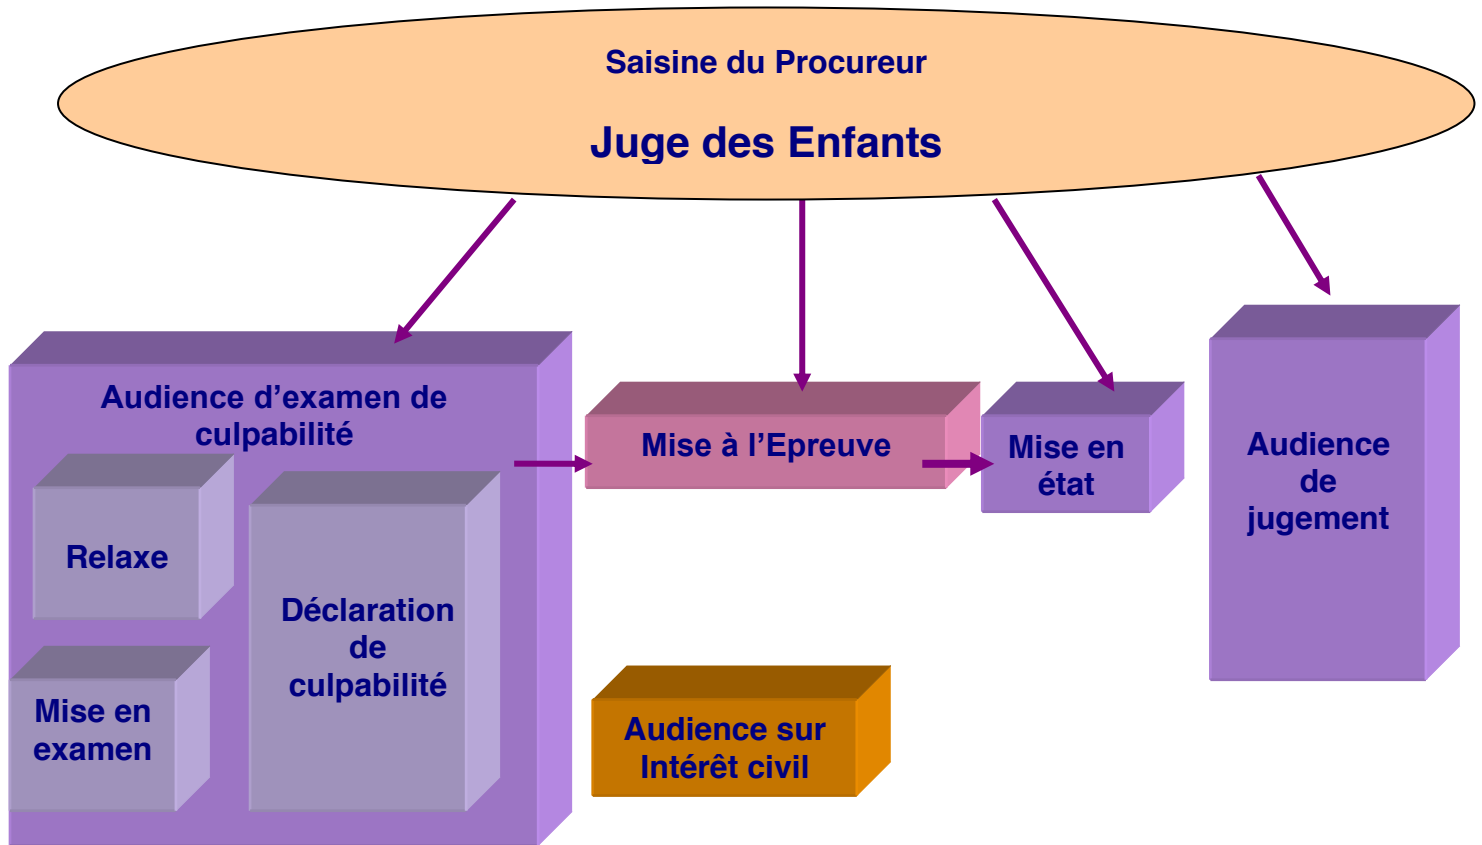 Saisine du Procureur
Juge des Enfants
Audience d’examen de
culpabilité
Relaxe
Mise en
examen
Déclaration
de
culpabilité
Mise à l’Epreuve
Mise en
état
Audience
de
jugement
Audience sur
Intérêt civil